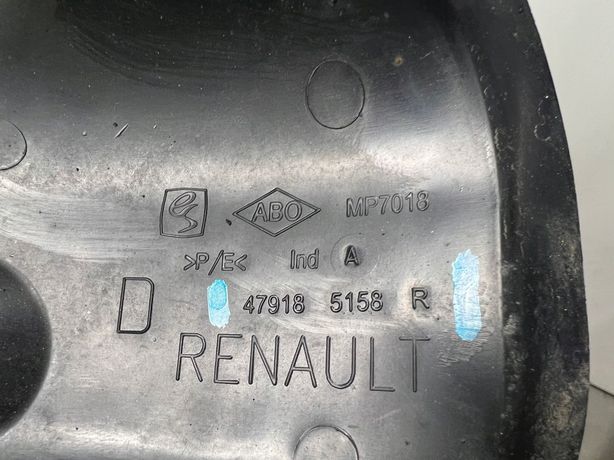 ABO MP7018
>P/E< Ind A
D 47918 5158 R
RENAULT